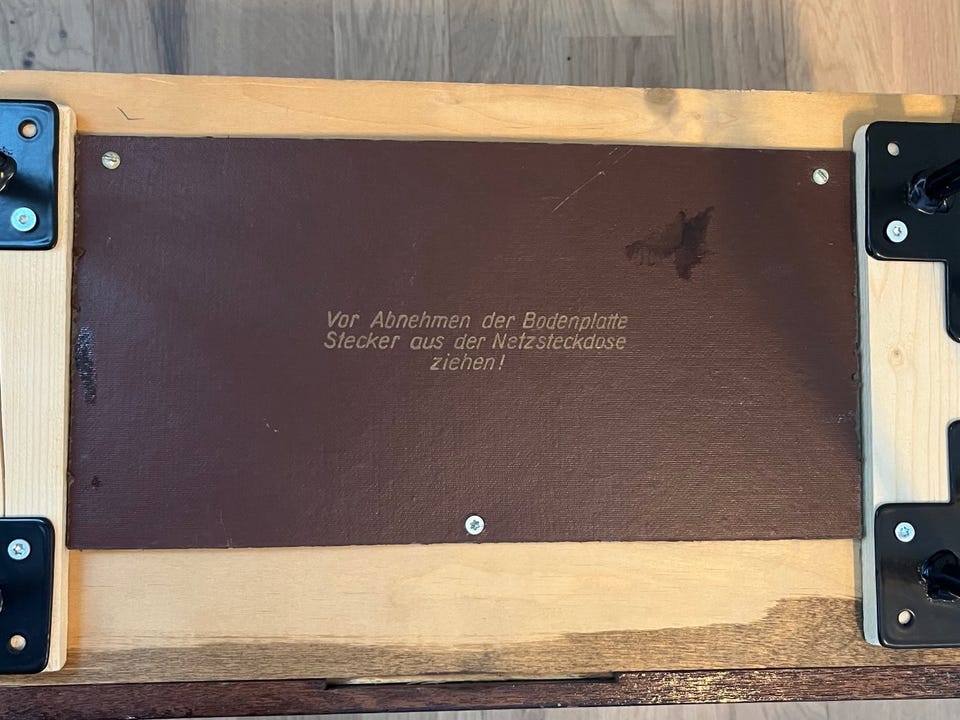 Vor Abnehmen der Bodenplatte
Stecker aus der Netzsteckdose
ziehen!